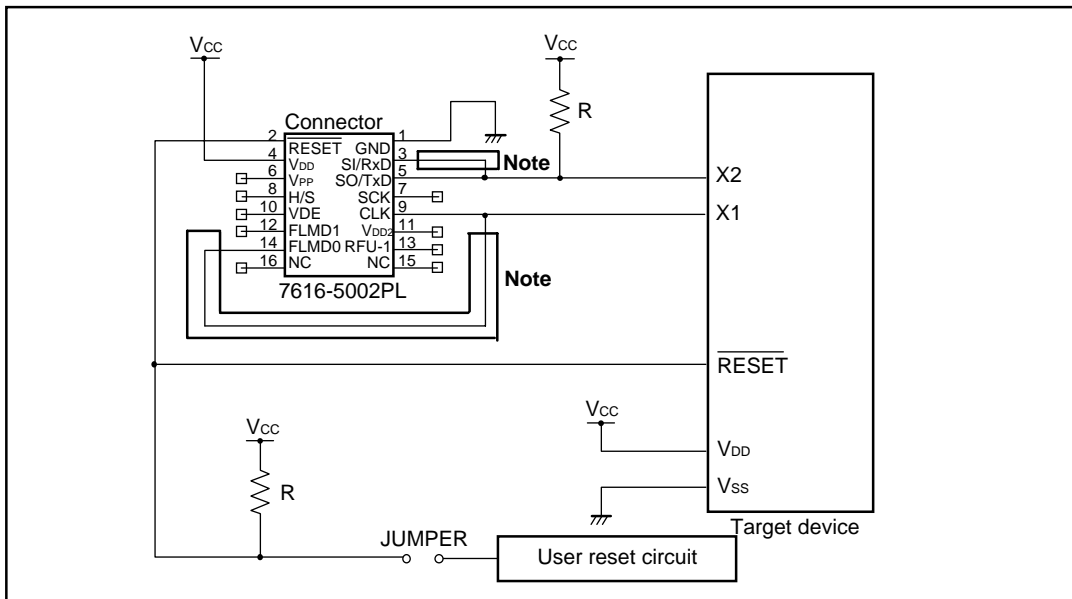 VCC
VCC
R
Connector
2 RESET GND 1
4 VDD SI/RxD 3 Note
6 VPP SO/TxD 5
8 H/S SCK 7
10 VDE CLK 9
12 FLMD1 VDD2 11
14 FLMD0 RFU-1 13
16 NC NC 15
7616-5002PL
Note
X2
X1
RESET
VCC
VDD
VSS
Target device
VCC
R
JUMPER
User reset circuit